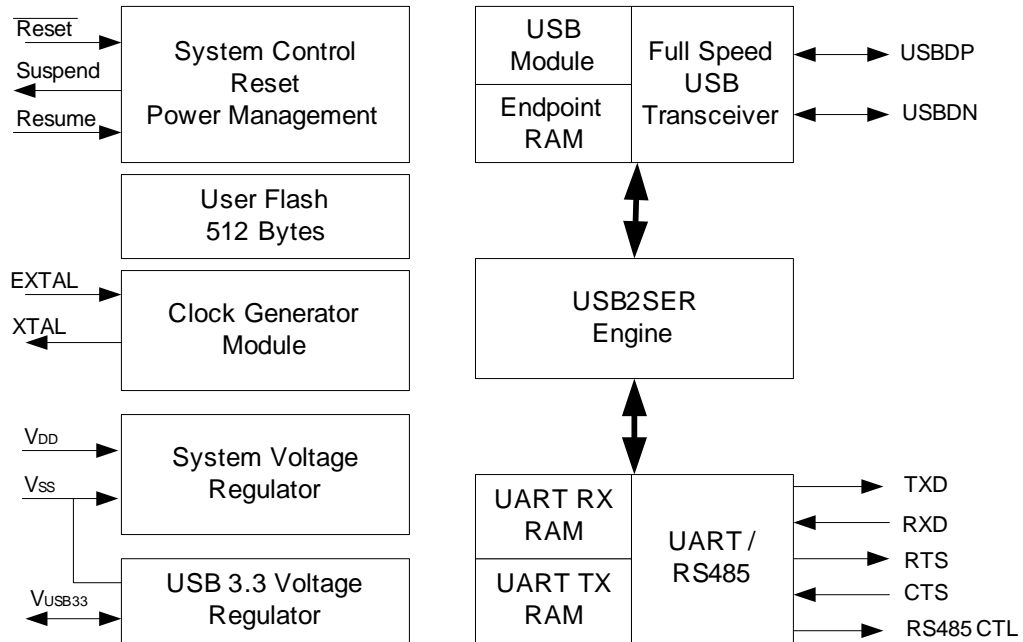 Reset
Suspend
Resume
System Control
Reset
Power Management
User Flash
512 Bytes
EXTAL
XTAL
Clock Generator
Module
VDD
VSS
System Voltage
Regulator
VUSB33
USB 3.3 Voltage
Regulator
USB
Module
Endpoint
RAM
Full Speed
USB
Transceiver
USBDP
USBDN
USB2SER
Engine
UART RX
RAM
UART TX
RAM
UART /
RS485
TXD
RXD
RTS
CTS
RS485 CTL